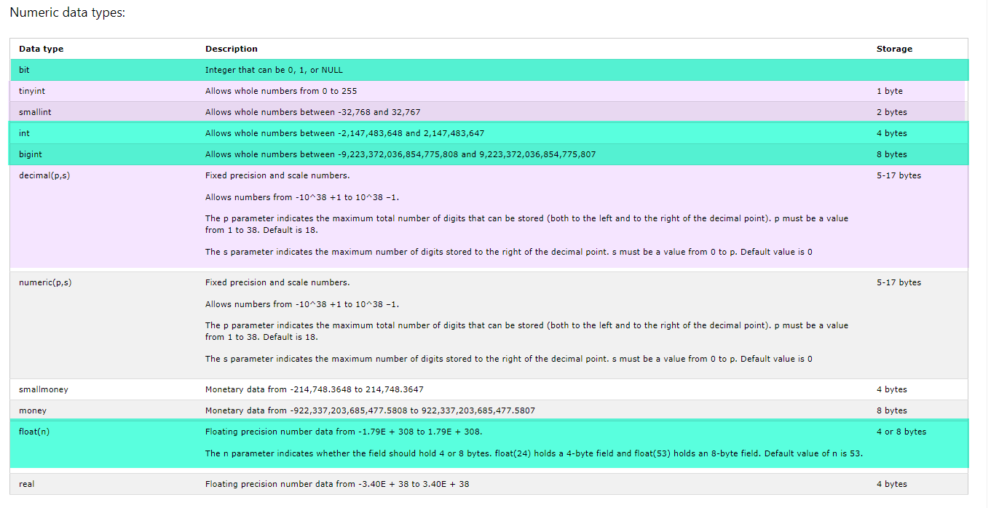 Numeric data types:
Data type Description Storage
bit Integer that can be 0, 1, or NULL
tinyint Allows whole numbers from 0 to 255 1 byte
smallint Allows whole numbers between -32,768 and 32,767 2 bytes
int Allows whole numbers between -2,147,483,648 and 2,147,483,647 4 bytes
bigint Allows whole numbers between -9,223,372,036,854,775,808 and 9,223,372,036,854,775,807 8 bytes
decimal(p,s) Fixed precision and scale numbers. 5-17 bytes
Allows numbers from -10^38 +1 to 10^38 –1.
The p parameter indicates the maximum total number of digits that can be stored (both to the left and to the right of the decimal point). p must be a value
from 1 to 38. Default is 18.
The s parameter indicates the maximum number of digits stored to the right of the decimal point. s must be a value from 0 to p. Default value is 0
numeric(p,s) Fixed precision and scale numbers. 5-17 bytes
Allows numbers from -10^38 +1 to 10^38 –1.
The p parameter indicates the maximum total number of digits that can be stored (both to the left and to the right of the decimal point). p must be a value
from 1 to 38. Default is 18.
The s parameter indicates the maximum number of digits stored to the right of the decimal point. s must be a value from 0 to p. Default value is 0
smallmoney Monetary data from -214,748.3648 to 214,748.3647 4 bytes
money Monetary data from -922,337,203,685,477.5808 to 922,337,203,685,477.5807 8 bytes
float(n) Floating precision number data from -1.79E + 308 to 1.79E + 308. 4 or 8 bytes
The n parameter indicates whether the field should hold 4 or 8 bytes. float(24) holds a 4-byte field and float(53) holds an 8-byte field. Default value of n is 53.
real Floating precision number data from -3.40E + 38 to 3.40E + 38 4 bytes